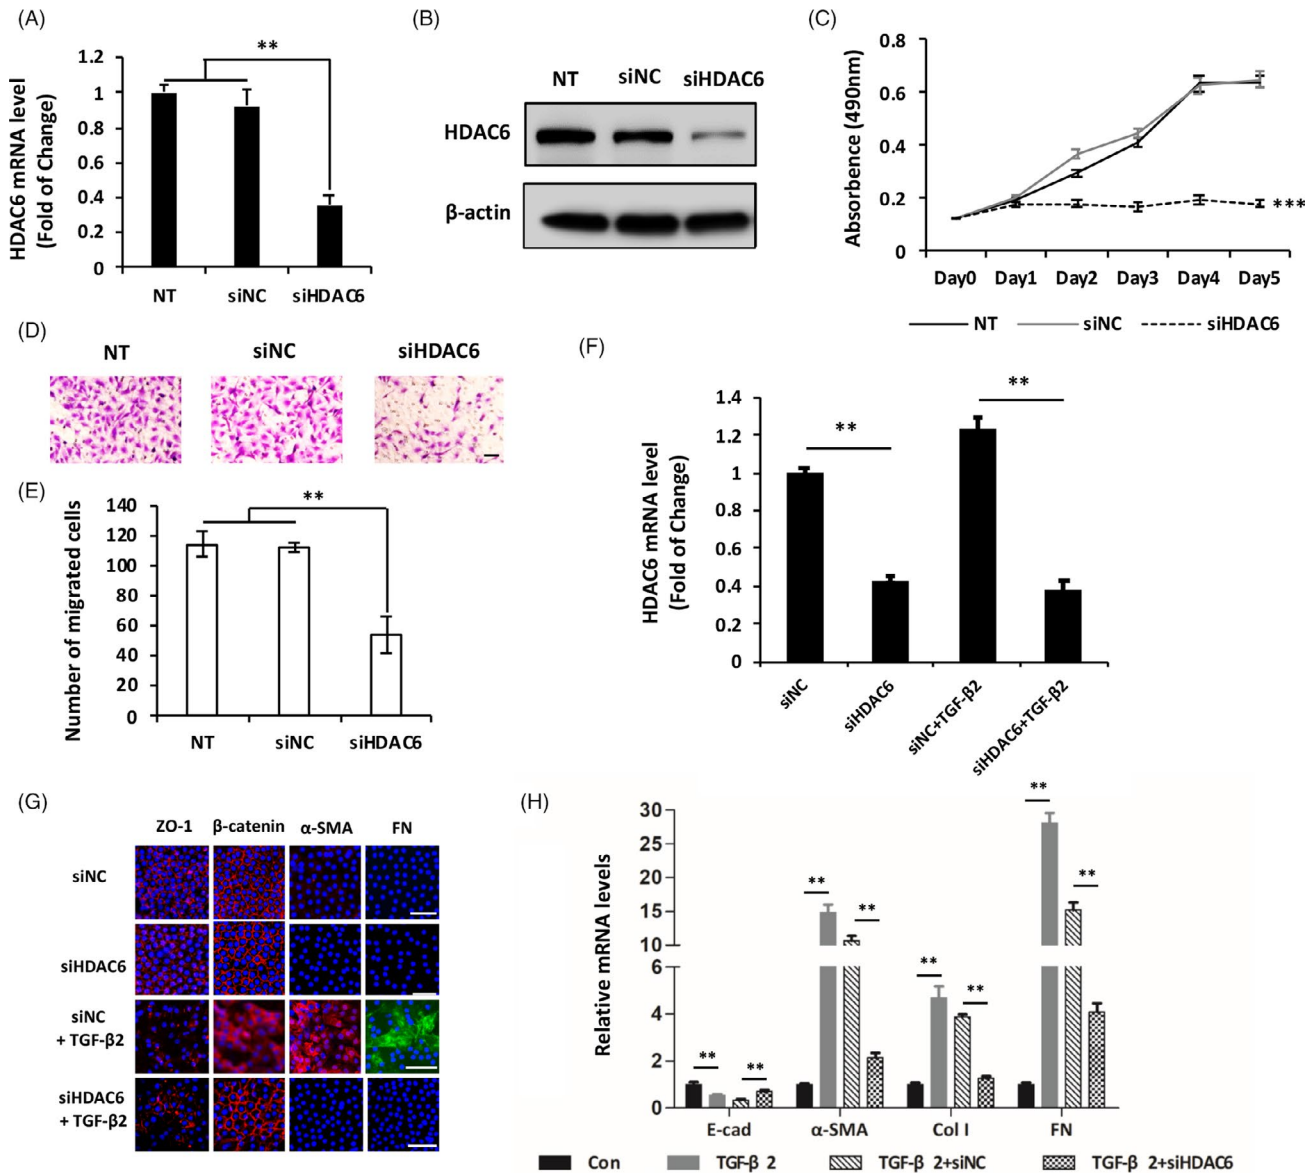 (A)
HDAC6 mRNA level
(Fold of Change)
1.2
1
0.8
0.6
0.4
0.2
0
**
NT
siNC
siHDAC6
(B)
NT
siNC
siHDAC6
HDAC6
β-actin
(C)
Absorbence (490nm)
0.8
0.6
0.4
0.2
0
***
Day0
Day1
Day2
Day3
Day4
Day5
NT
siNC
siHDAC6
(D)
NT
siNC
siHDAC6
(E)
Number of migrated cells
140
120
100
80
60
40
20
0
**
NT
siNC
siHDAC6
(F)
HDAC6 mRNA level
(Fold of Change)
1.4
1.2
1
0.8
0.6
0.4
0.2
0
**
**
siNC
siHDAC6
siNC+TGF-β2
siHDAC6+TGF-β2
(G)
ZO-1
β-catenin
α-SMA
FN
siNC
siHDAC6
siNC
+ TGF-β2
siHDAC6
+ TGF-β2
(H)
Relative mRNA levels
30
25
20
15
10
6
4
2
0
**
**
**
**
**
**
**
**
E-cad
α-SMA
Col I
FN
Con
TGF-β 2
TGF-β 2+siNC
TGF-β 2+siHDAC6